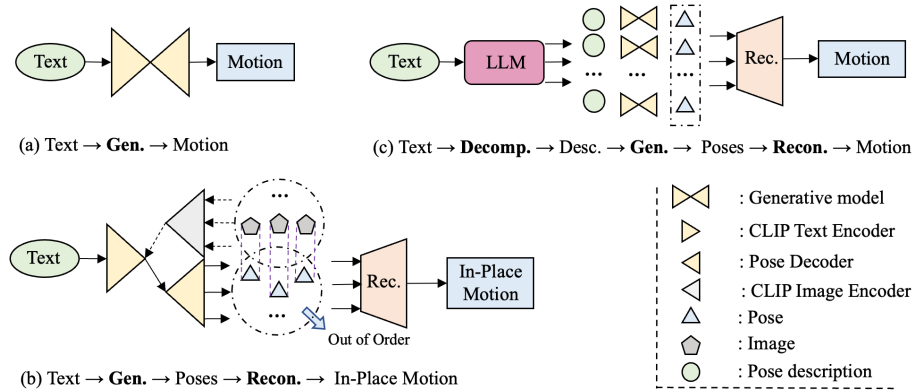 Text
Motion
(a) Text → Gen. → Motion
Text
LLM
...
...
...
Rec.
Motion
(c) Text → Decomp. → Desc. → Gen. → Poses → Recon. → Motion
Text
...
...
Out of Order
Rec.
In-Place
Motion
(b) Text → Gen. → Poses → Recon. → In-Place Motion
: Generative model
: CLIP Text Encoder
: Pose Decoder
: CLIP Image Encoder
: Pose
: Image
: Pose description